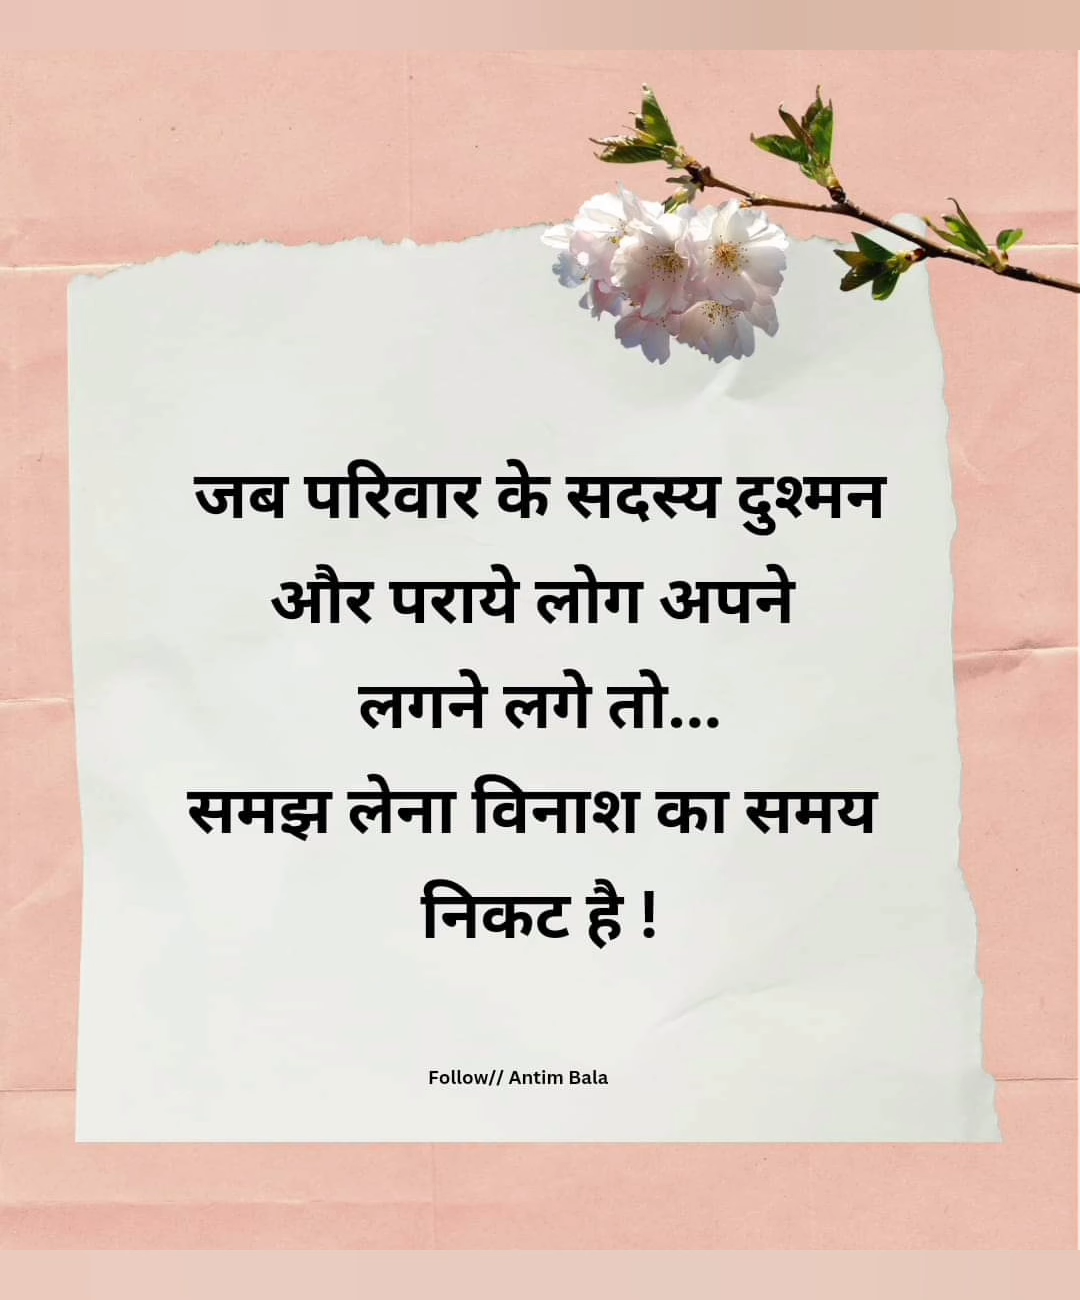 जब परिवार के सदस्य दुश्मन
और पराये लोग अपने
लगने लगे तो...
समझ लेना विनाश का समय
निकट है !
Follow// Antim Bala